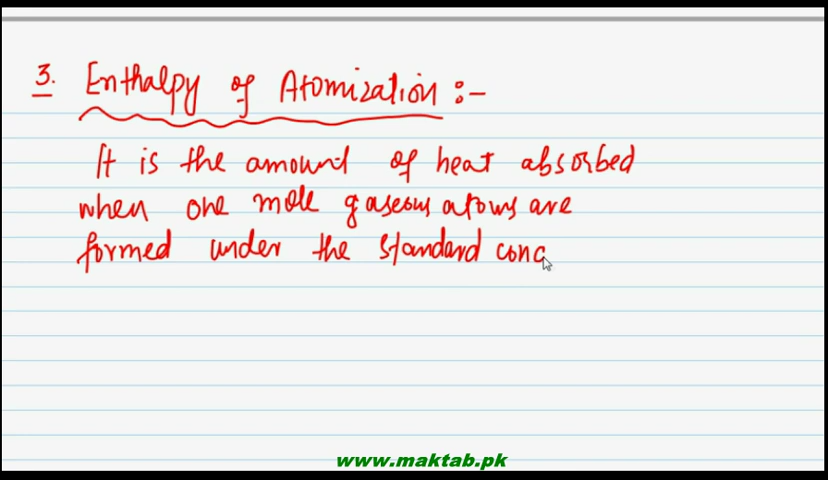 3. Enthalpy of Atomization :-
It is the amount of heat absorbed
when one mole gaseous atoms are
formed under the standard conc
www.maktab.pk